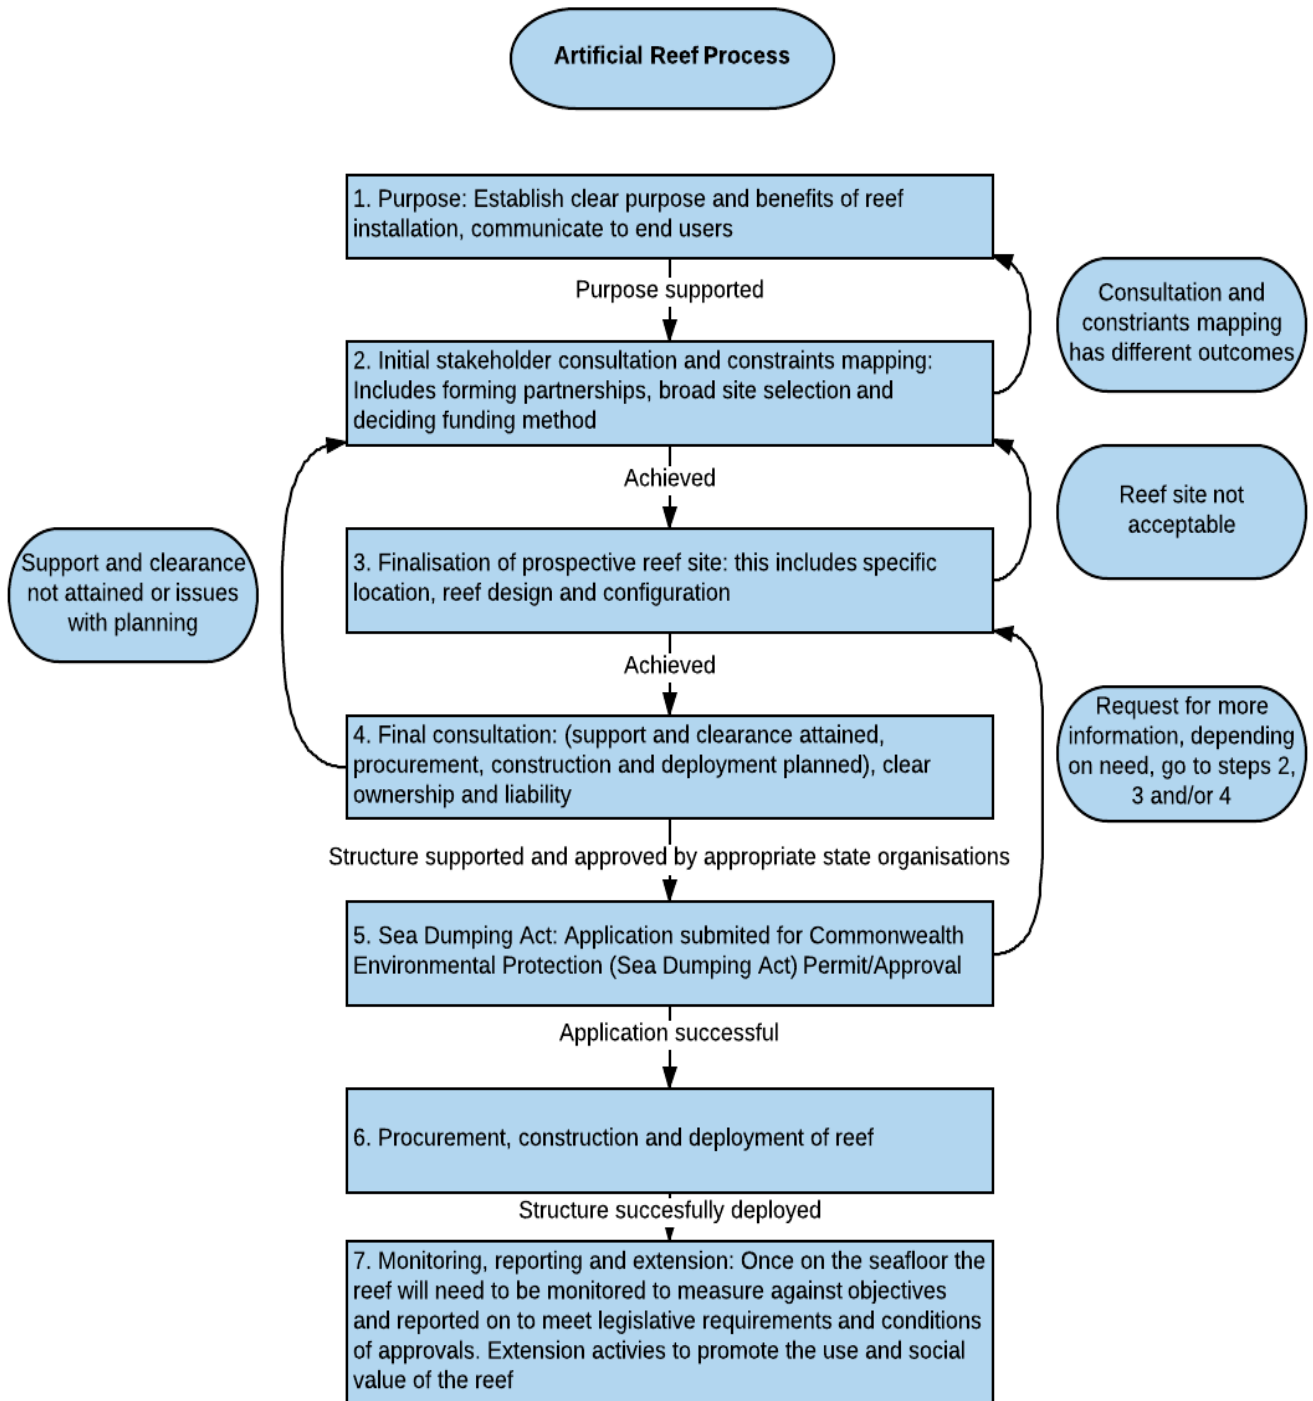 Artificial Reef Process
1. Purpose: Establish clear purpose and benefits of reef
installation, communicate to end users
Purpose supported
Consultation and
constriants mapping
has different outcomes
2. Initial stakeholder consultation and constraints mapping:
Includes forming partnerships, broad site selection and
deciding funding method
Achieved
Reef site not
acceptable
3. Finalisation of prospective reef site: this includes specific
location, reef design and configuration
Support and clearance
not attained or issues
with planning
Achieved
4. Final consultation: (support and clearance attained,
procurement, construction and deployment planned), clear
ownership and liability
Request for more
information, depending
on need, go to steps 2,
3 and/or 4
Structure supported and approved by appropriate state organisations
5. Sea Dumping Act: Application submited for Commonwealth
Environmental Protection (Sea Dumping Act) Permit/Approval
Application successful
6. Procurement, construction and deployment of reef
Structure succesfully deployed
7. Monitoring, reporting and extension: Once on the seafloor the
reef will need to be monitored to measure against objectives
and reported on to meet legislative requirements and conditions
of approvals. Extension activies to promote the use and social
value of the reef